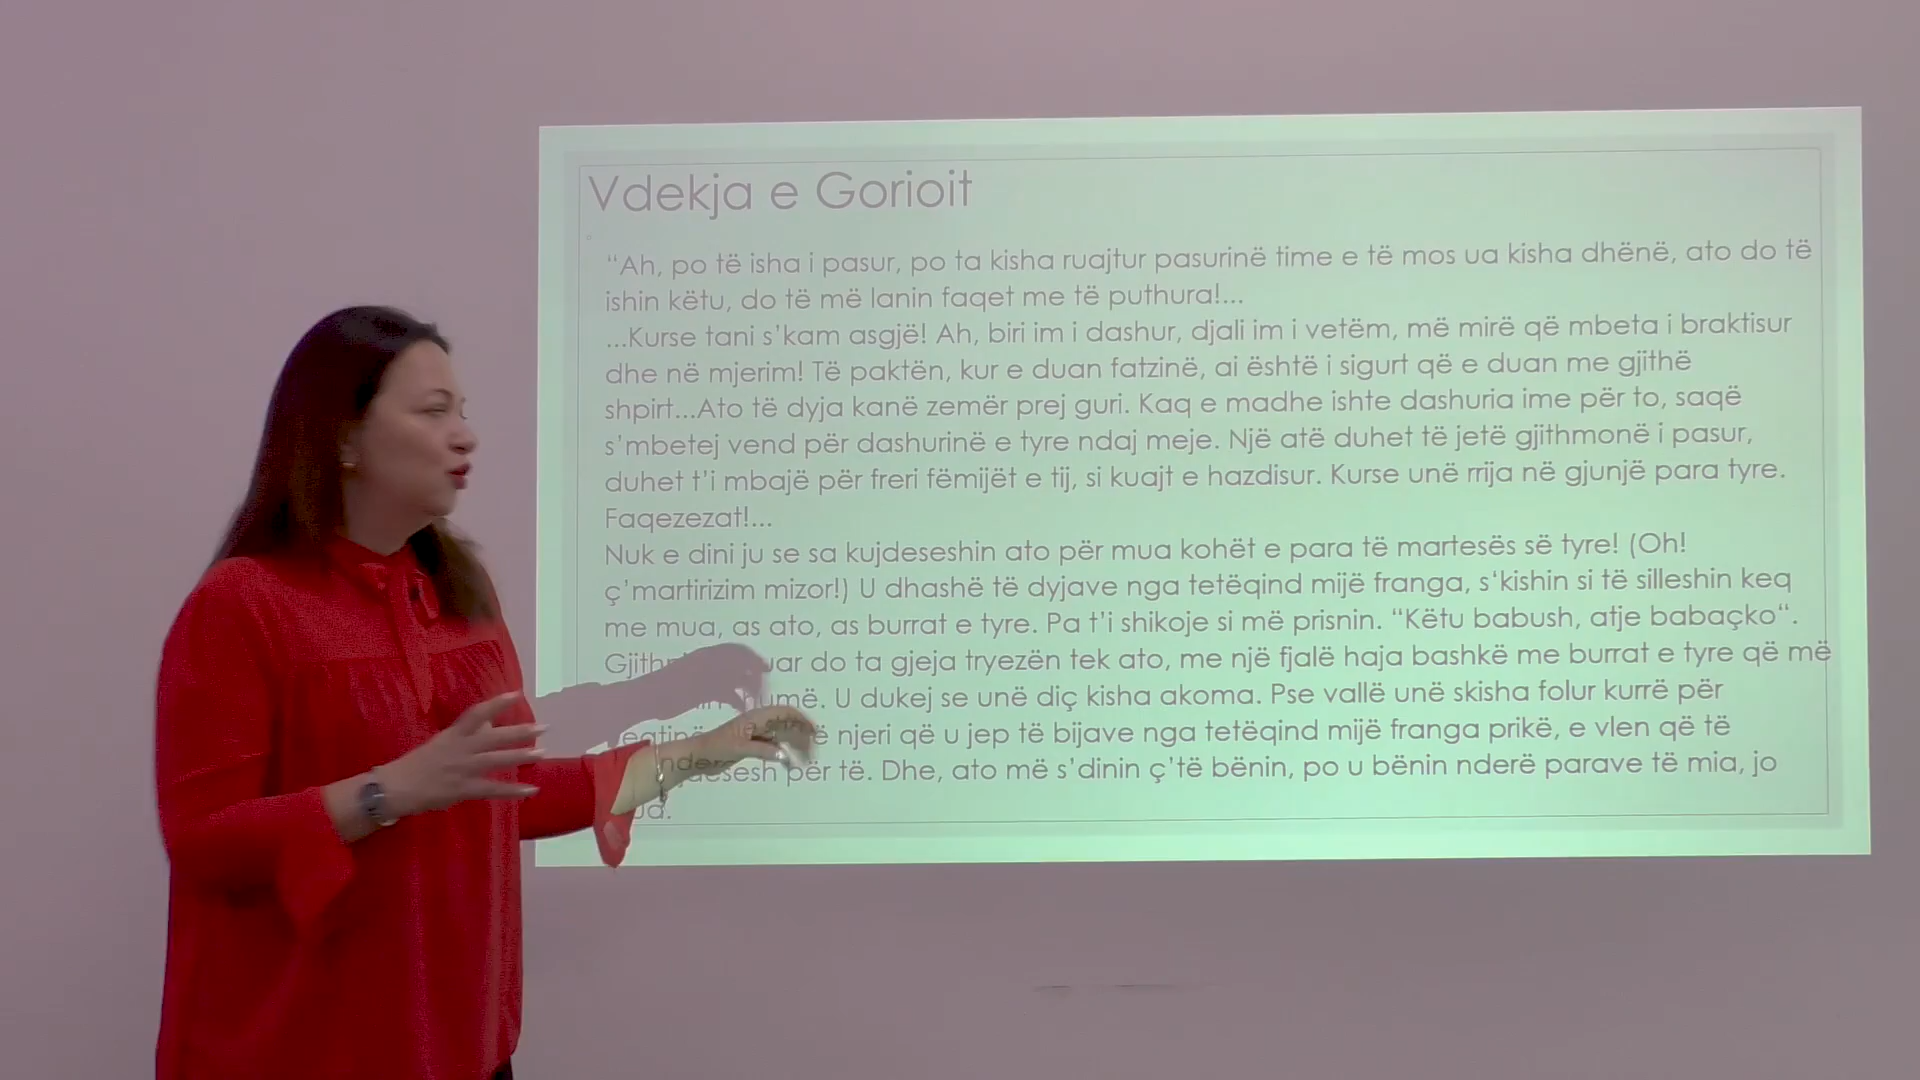 Vdekja e Gorioit
“Ah, po të isha i pasur, po ta kisha ruajtur pasurinë time e të mos ua kisha dhënë, ato do të
ishin këtu, do të më lanin faqet me të puthura!...
...Kurse tani s’kam asgjë! Ah, biri im i dashur, djali im i vetëm, më mirë që mbeta i braktisur
dhe në mjerim! Të paktën, kur e duan fatzinë, ai është i sigurt që e duan me gjithë
shpirt...Ato të dyja kanë zemër prej guri. Kaq e madhe ishte dashuria ime për to, saqë
s’mbetej vend për dashurinë e tyre ndaj meje. Një atë duhet të jetë gjithmonë i pasur,
duhet t’i mbajë për freri fëmijët e tij, si kuajt e hazdisur. Kurse unë rrija në gjunjë para tyre.
Faqezezat!...
Nuk e dini ju se sa kujdeseshin ato për mua kohët e para të martesës së tyre! (Oh!
ç’martirizim mizor!) U dhashë të dyjave nga tetëqind mijë franga, s‘kishin si të silleshin keq
me mua, as ato, as burrat e tyre. Pa t’i shikoje si më prisnin. “Këtu babush, atje babaçko“.
do ta gjeja tryezën tek ato, me një fjalë haja bashkë me burrat e tyre që më
U dukej se unë diç kisha akoma. Pse vallë unë skisha folur kurrë për
njeri që u jep të bijave nga tetëqind mijë franga prikë, e vlen që të
për të. Dhe, ato më s’dinin ç’të bënin, po u bënin nderë parave të mia, jo